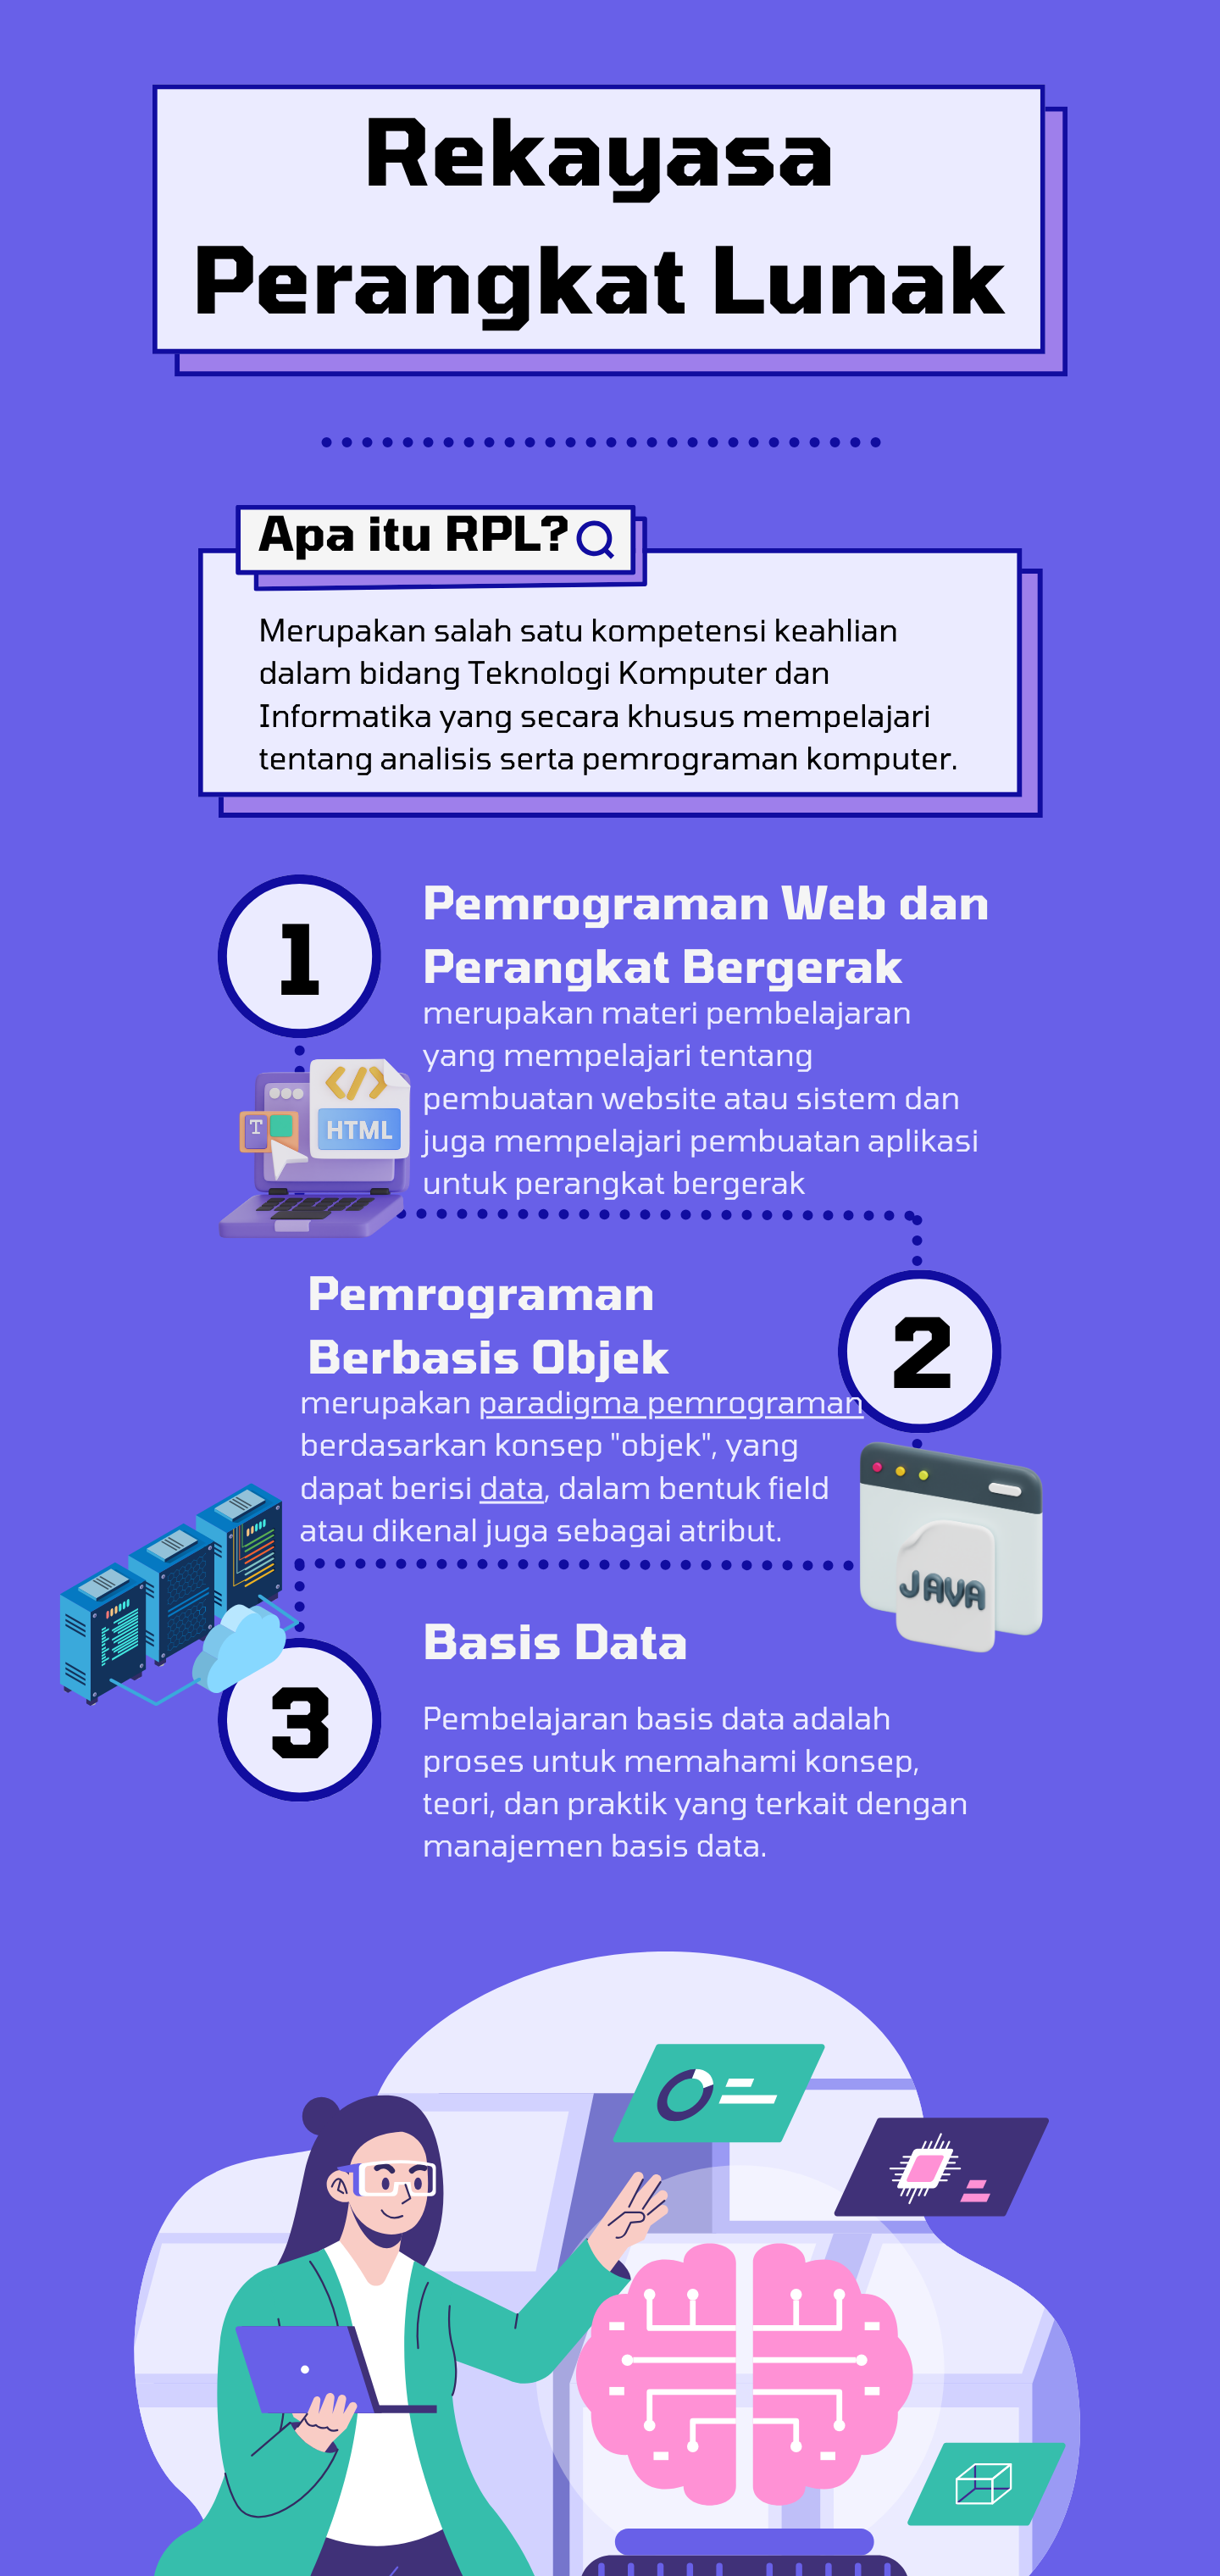 Rekayasa
Perangkat Lunak
Apa itu RPL?
Merupakan salah satu kompetensi keahlian
dalam bidang Teknologi Komputer dan
Informatika yang secara khusus mempelajari
tentang analisis serta pemrograman komputer.
1
Pemrograman Web dan
Perangkat Bergerak
merupakan materi pembelajaran
yang mempelajari tentang
pembuatan website atau sistem dan
juga mempelajari pembuatan aplikasi
untuk perangkat bergerak
</>
T
HTML
Pemrograman
Berbasis Objek
2
merupakan paradigma pemrograman
berdasarkan konsep "objek", yang
dapat berisi data, dalam bentuk field
atau dikenal juga sebagai atribut.
JAVA
3
Basis Data
Pembelajaran basis data adalah
proses untuk memahami konsep,
teori, dan praktik yang terkait dengan
manajemen basis data.